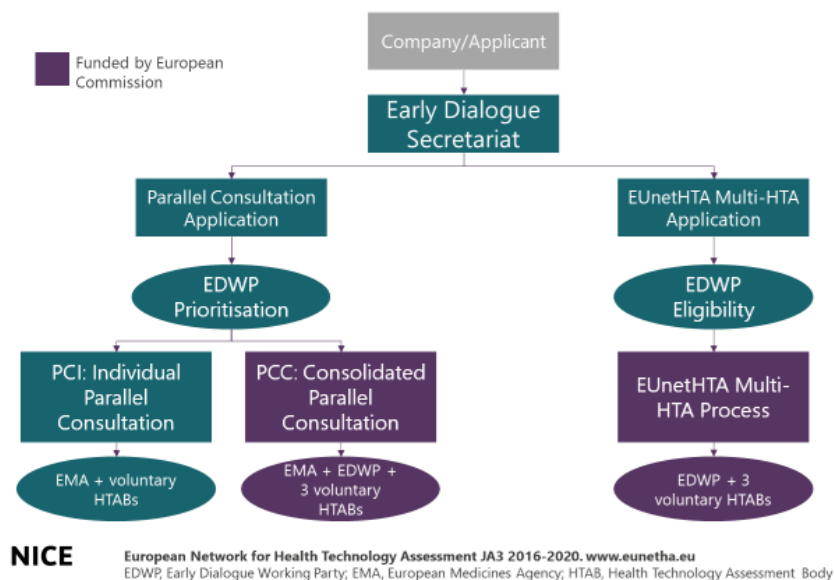 Funded by European
Commission
Company/Applicant
Early Dialogue
Secretariat
Parallel Consultation
Application
EUnetHTA Multi-HTA
Application
EDWP
Prioritisation
EDWP
Eligibility
PCI: Individual
Parallel
Consultation
PCC: Consolidated
Parallel
Consultation
EUnetHTA Multi-
HTA Process
EMA + voluntary
HTABs
EMA + EDWP +
3 voluntary
HTABs
EDWP + 3
voluntary HTABs
NICE
European Network for Health Technology Assessment JA3 2016-2020. www.eunetha.eu
EDWP, Early Dialogue Working Party; EMA, European Medicines Agency; HTAB, Health Technology Assessment Body